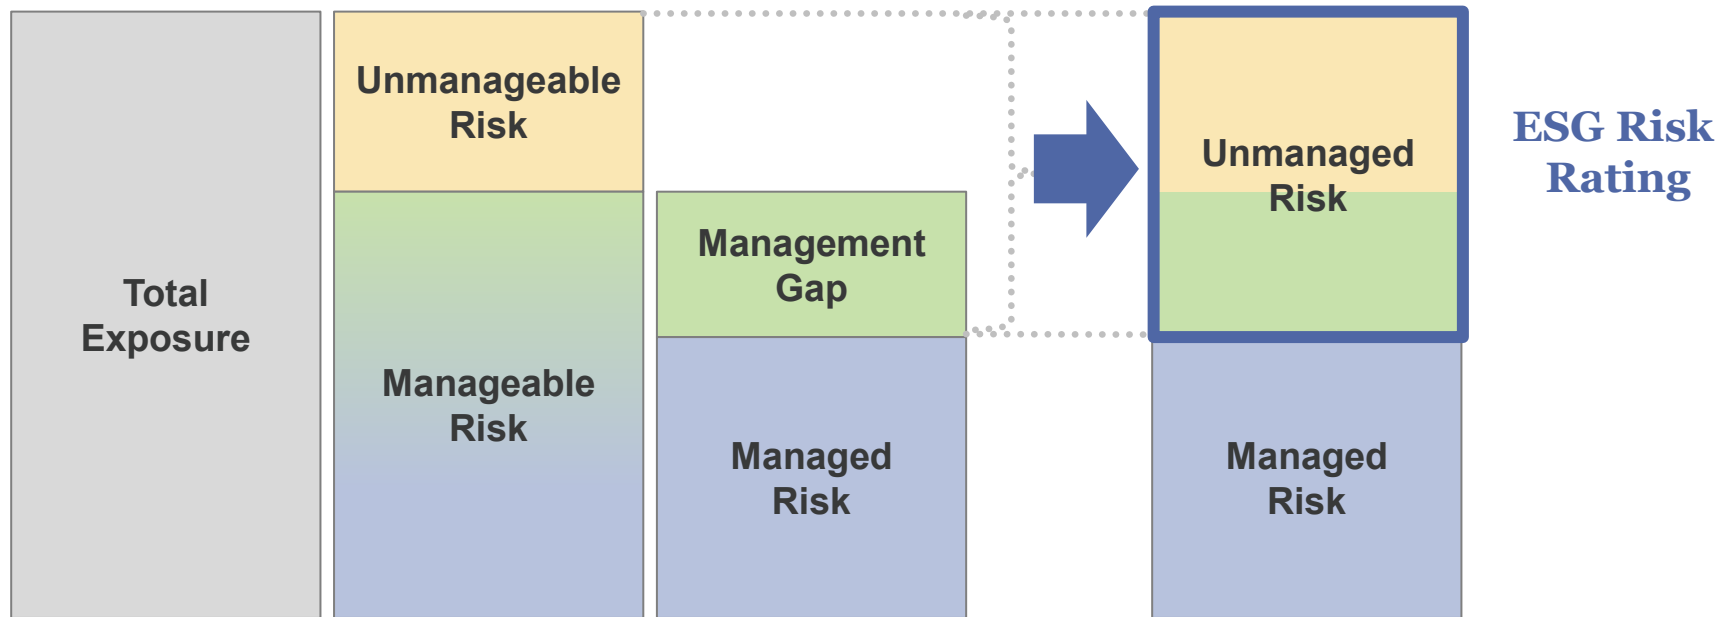 Total
Exposure
Unmanageable
Risk
Manageable
Risk
Management
Gap
Managed
Risk
Unmanaged
Risk
Managed
Risk
ESG Risk
Rating